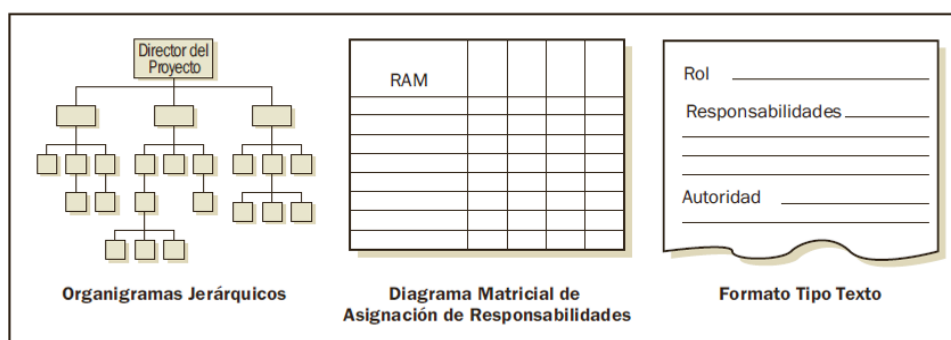 Director del
Proyecto
Organigramas Jerárquicos
RAM
Diagrama Matricial de
Asignación de Responsabilidades
Rol
Responsabilidades
Autoridad
Formato Tipo Texto